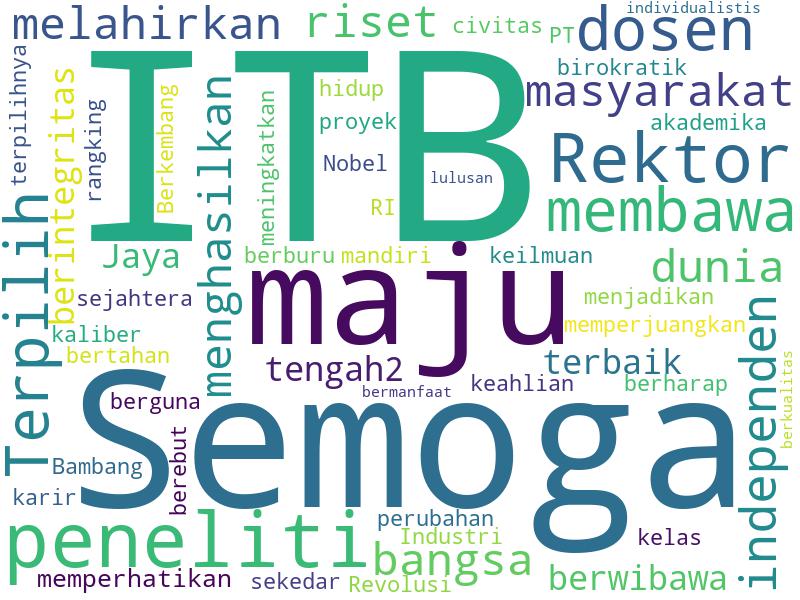 individualistis
melahirkan
riset
civitas
PT
dosen
birokratik
terpilihnya
ITB
masyarakat
berintegritas
rangking
Berkembang
menghasilkan
meningkatkan
hidup
proyek
akademika
Nobel
lulusan
Rektor
RI
membawa
Terpilih
Jaya
berburu
mandiri
keilmuan
dunia
sejahtera
maju
menjadikan
kaliber
memperjuangkan
bertahan
tengah2
terbaik
independen
bermanfaat
keahlian
berharap
berkualitas
berguna
Semoga
Bambang
berebut
karir
peneliti
perubahan
Industri
kelas
bangsa
memperhatikan
sekedar
Revolusi
berwibawa